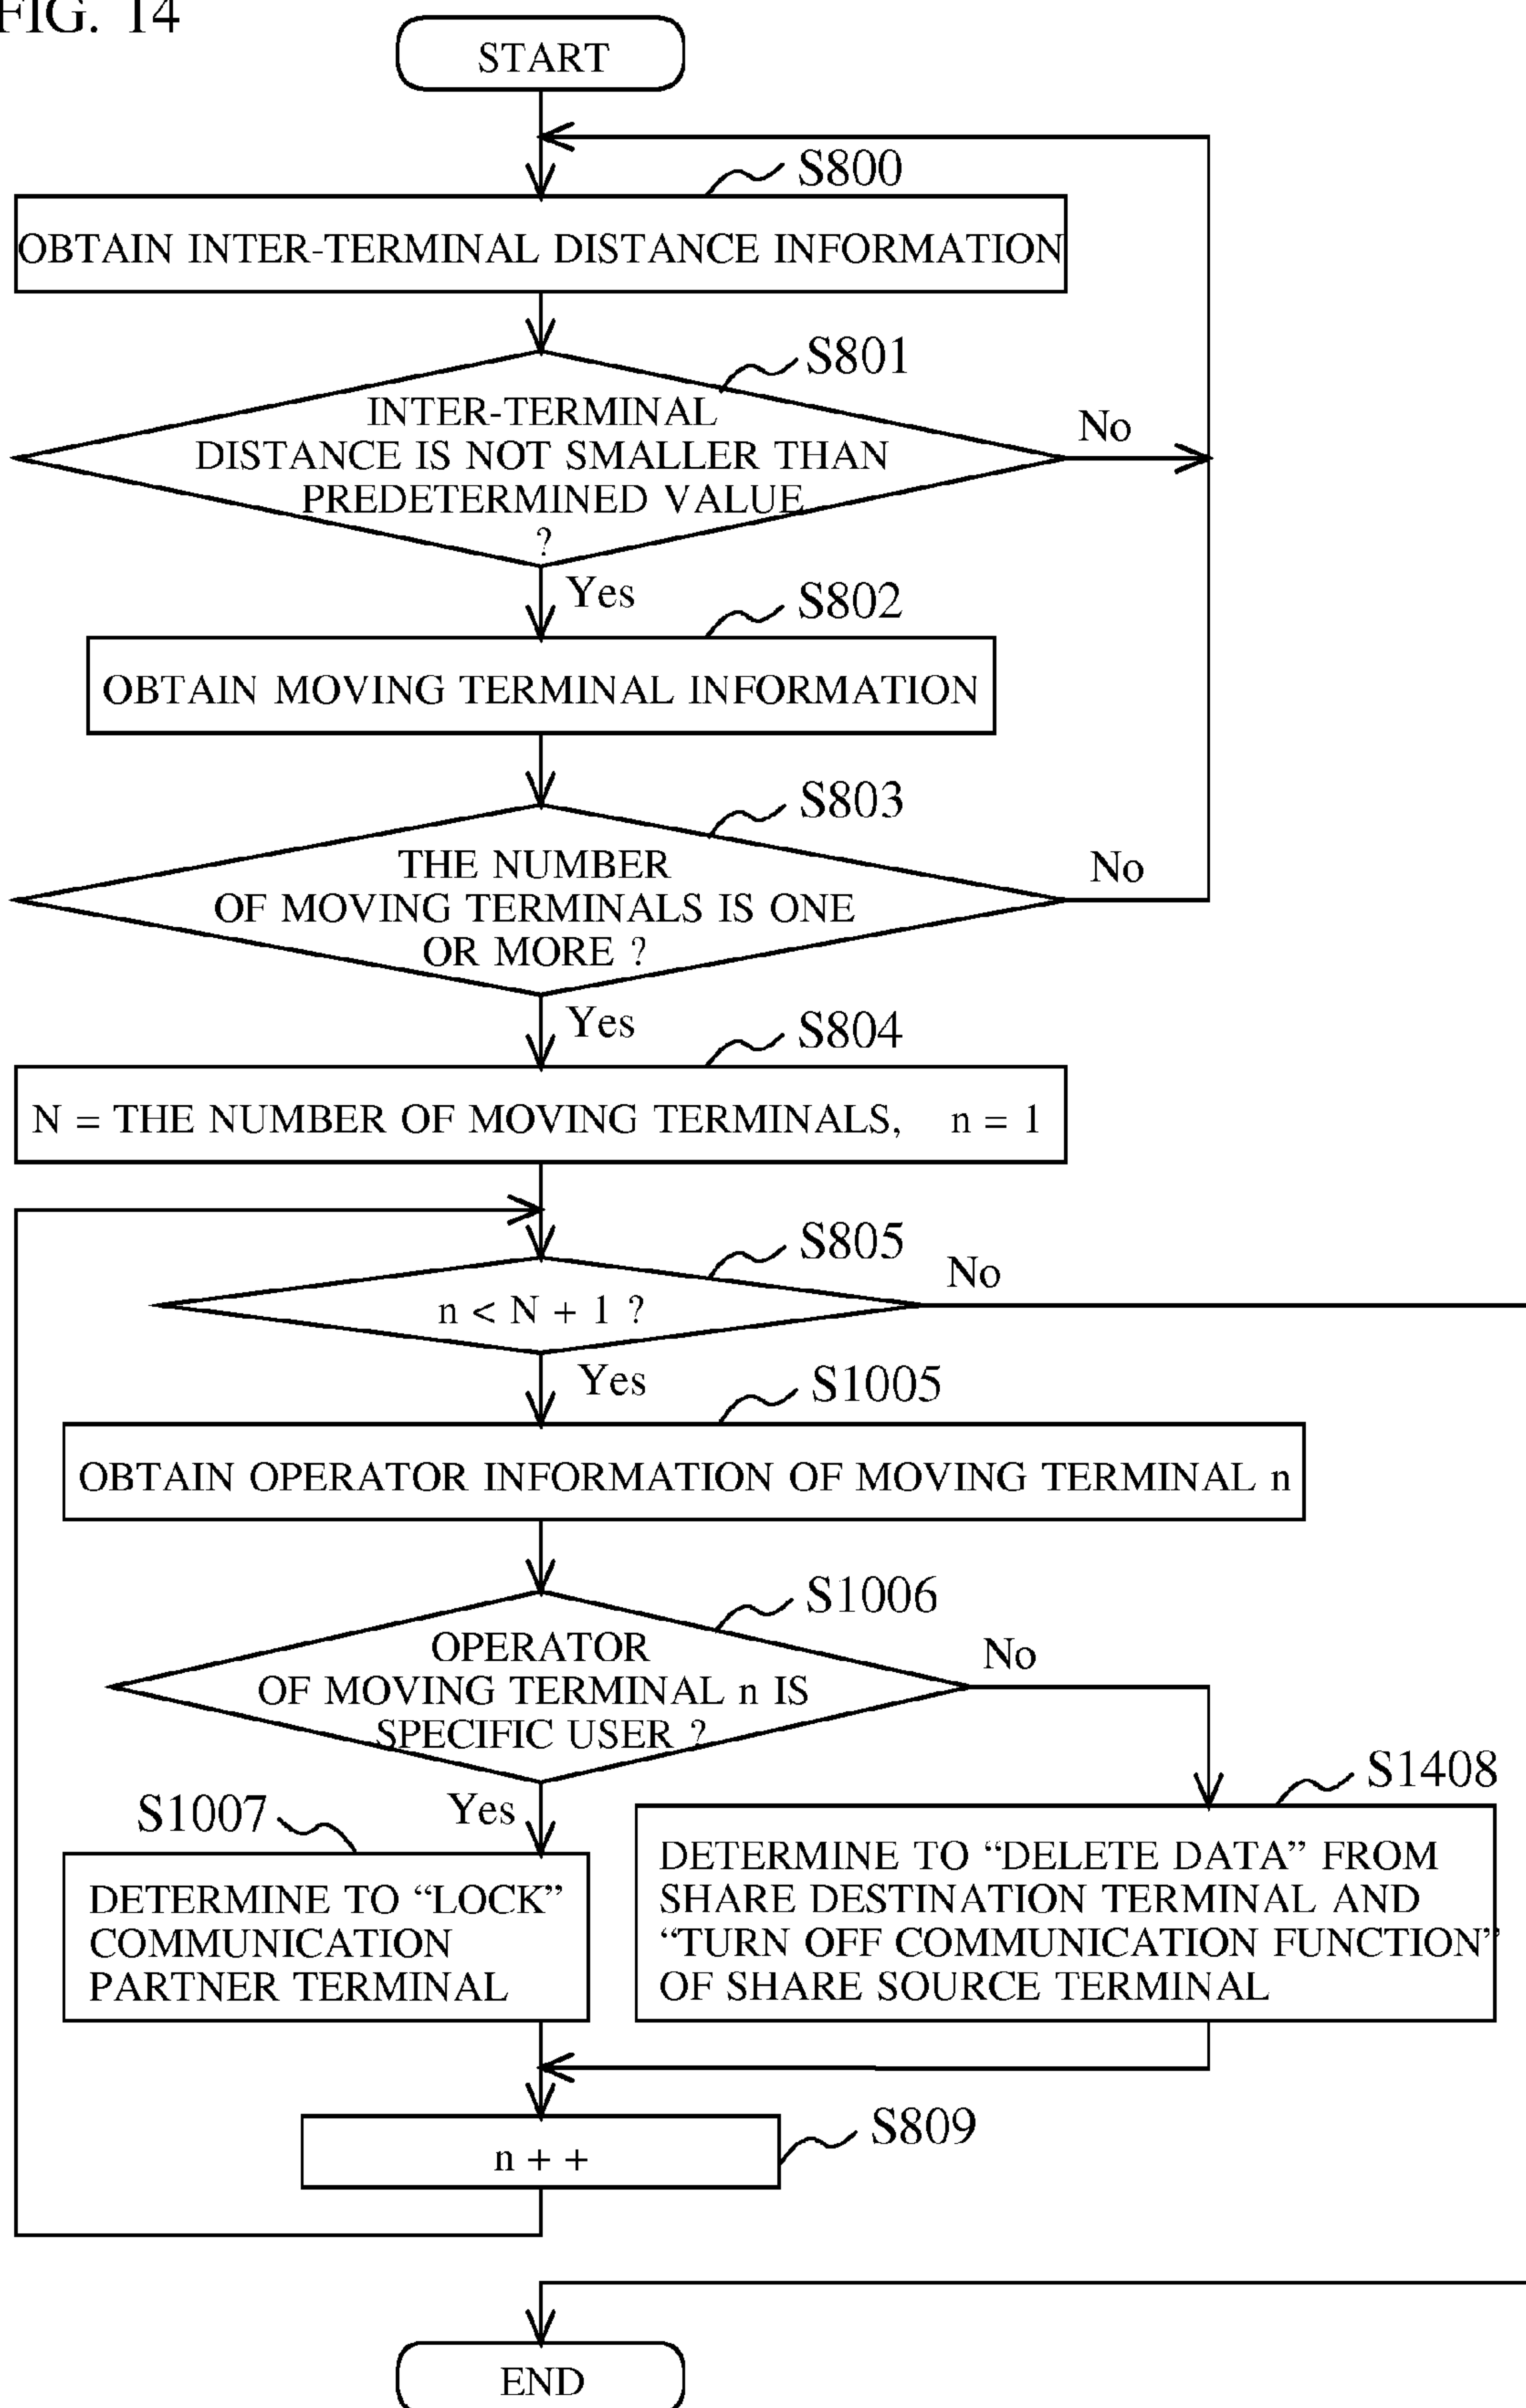 FIG. 14
START
S800
OBTAIN INTER-TERMINAL DISTANCE INFORMATION
S801
INTER-TERMINAL
DISTANCE IS NOT SMALLER THAN
PREDETERMINED VALUE
?
No
Yes
S802
OBTAIN MOVING TERMINAL INFORMATION
S803
THE NUMBER
OF MOVING TERMINALS IS ONE
OR MORE ?
No
Yes
S804
N = THE NUMBER OF MOVING TERMINALS, n = 1
S805
n < N + 1 ?
No
Yes
S1005
OBTAIN OPERATOR INFORMATION OF MOVING TERMINAL n
S1006
OPERATOR
OF MOVING TERMINAL n IS
SPECIFIC USER ?
No
Yes
S1007
DETERMINE TO “LOCK”
COMMUNICATION
PARTNER TERMINAL
S1408
DETERMINE TO “DELETE DATA” FROM
SHARE DESTINATION TERMINAL AND
“TURN OFF COMMUNICATION FUNCTION”
OF SHARE SOURCE TERMINAL
S809
n + +
END